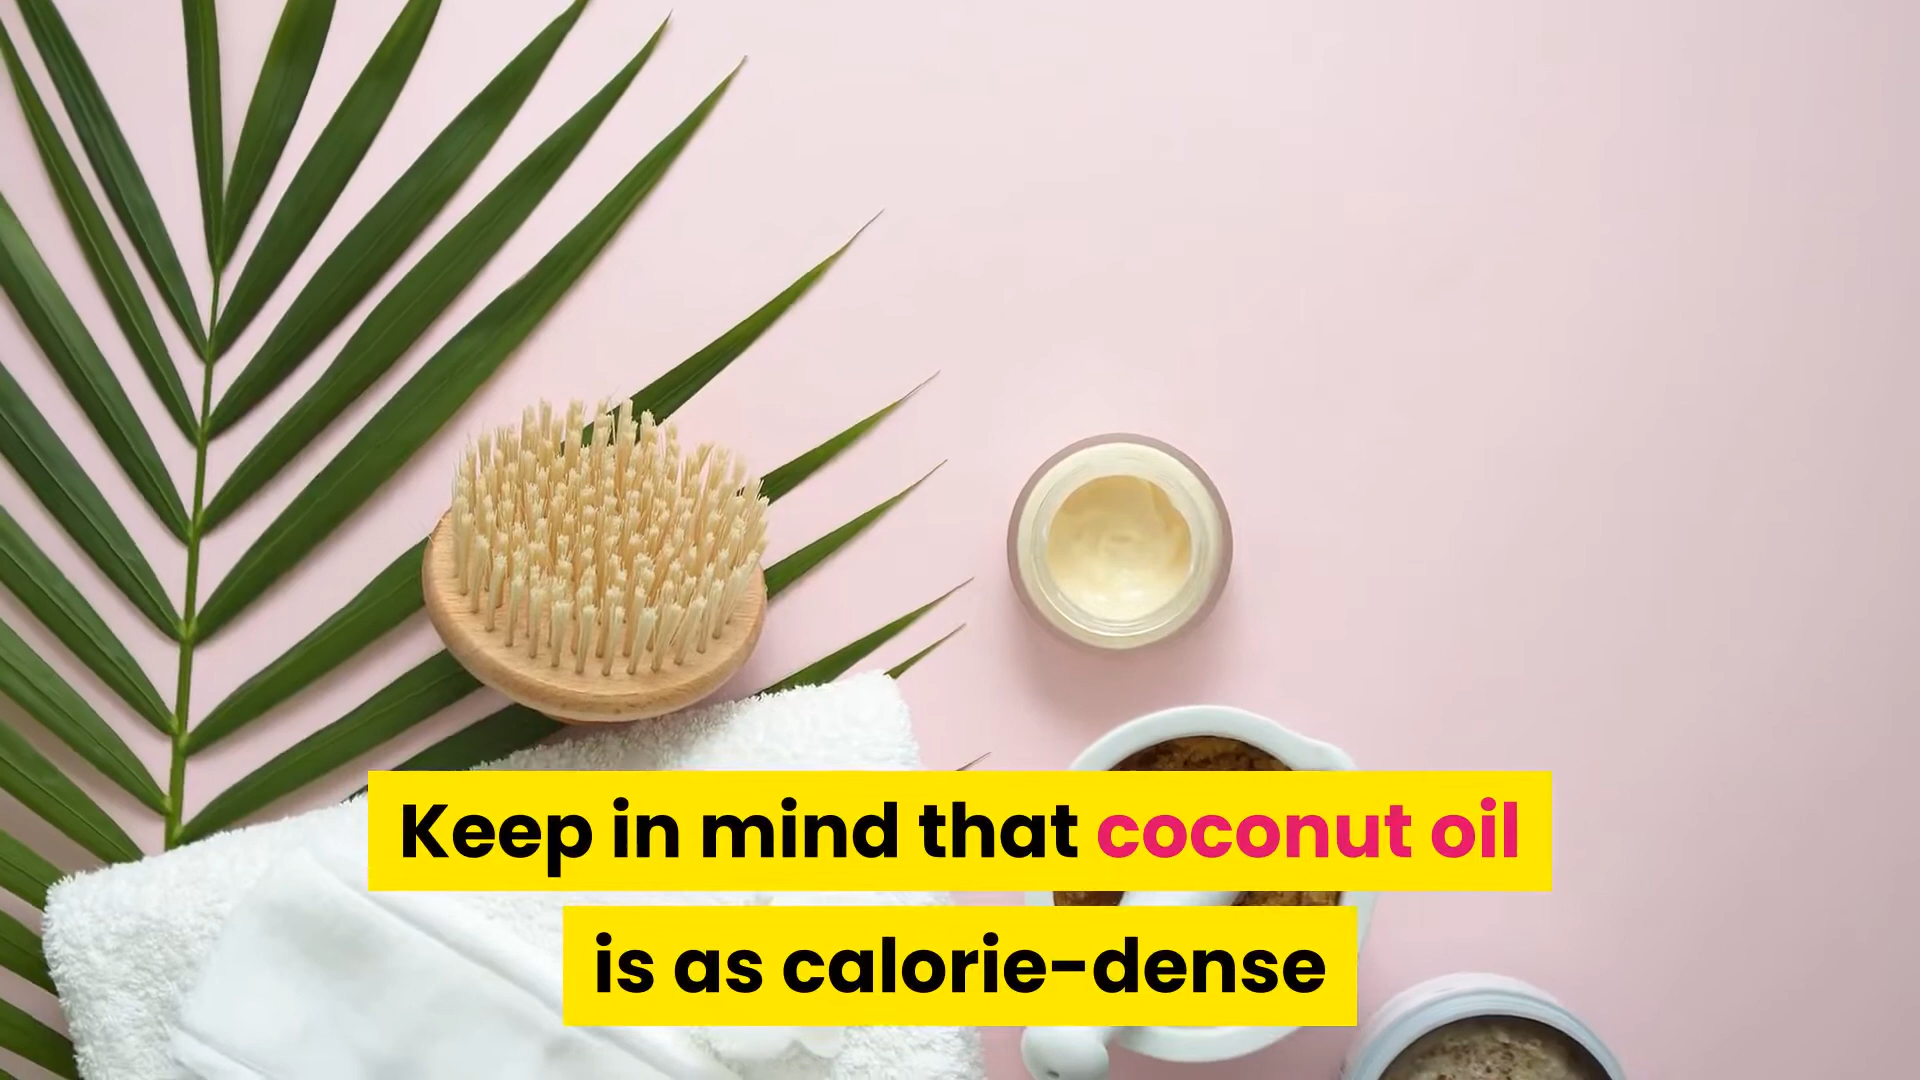 Keep in mind that coconut oil
is as calorie-dense